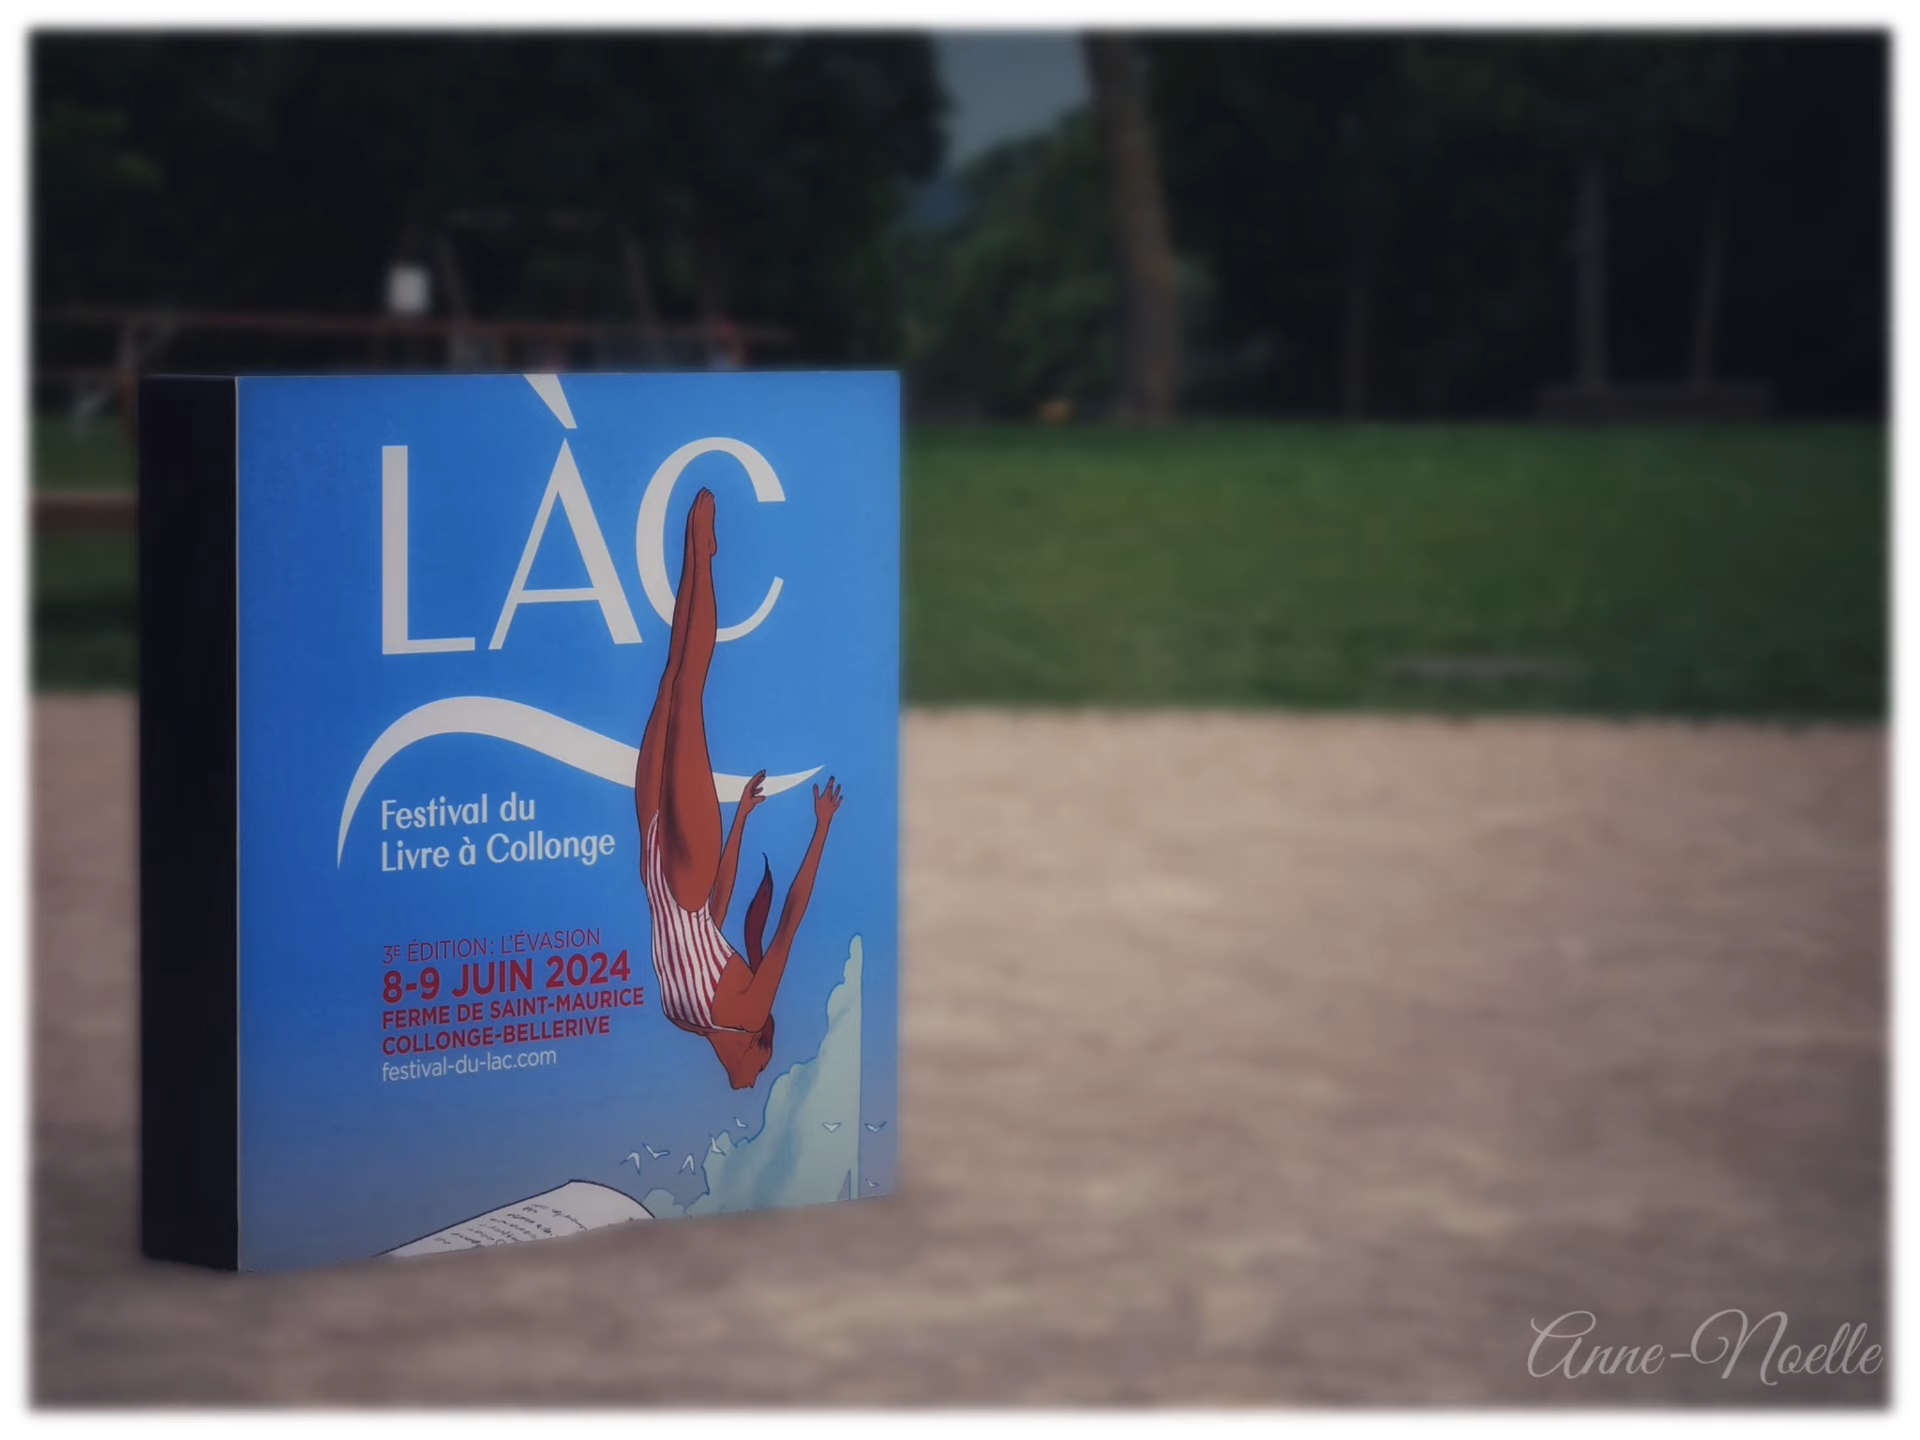 LÀC
Festival du
Livre à Collonge
3E ÉDITION: L'ÉVASION
8-9 JUIN 2024
FERME DE SAINT-MAURICE
COLLONGE-BELLERIVE
festival-du-lac.com
Anne-Noelle